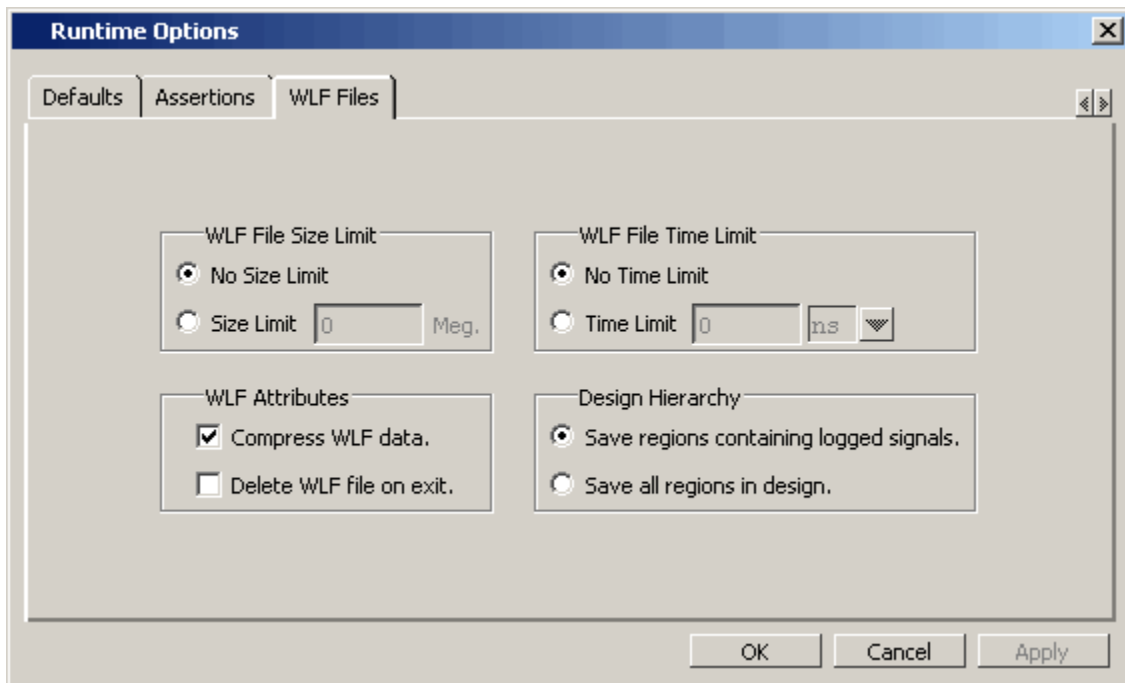 Runtime Options
Defaults Assertions WLF Files
WLF File Size Limit WLF File Time Limit
No Size Limit No Time Limit
Size Limit 0 Meg. Time Limit 0 ns
WLF Attributes Design Hierarchy
Compress WLF data. Save regions containing logged signals.
Delete WLF file on exit. Save all regions in design.
OK Cancel Apply